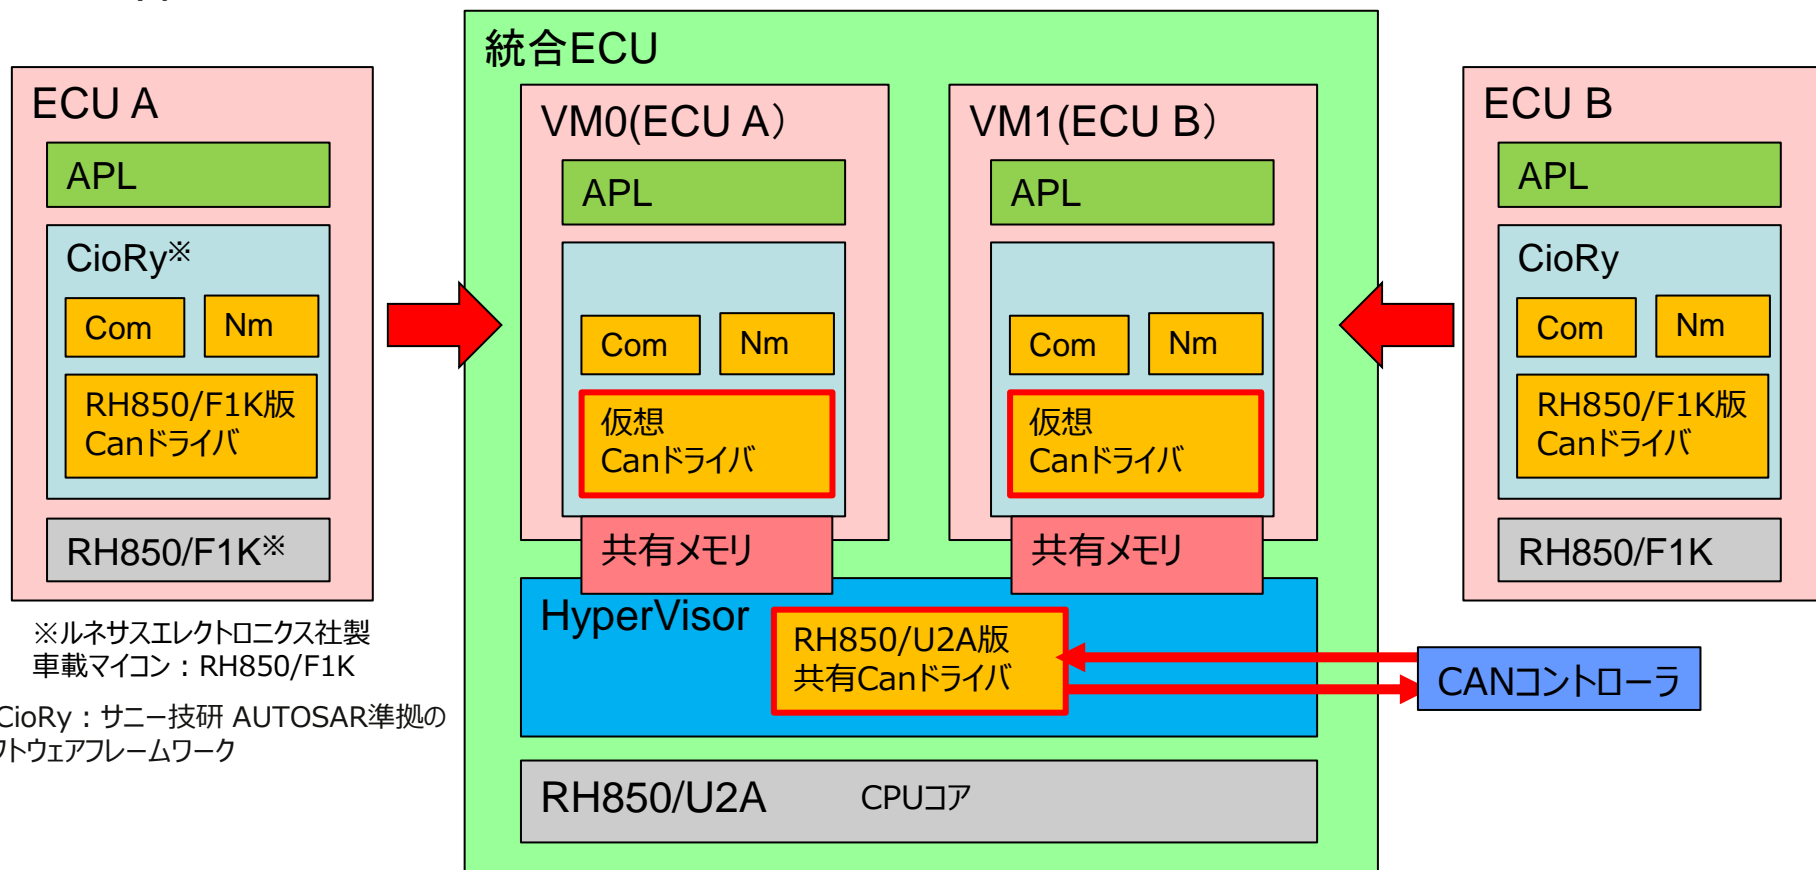 統合ECU
ECU A
APL
CioRy※
Com
Nm
RH850/F1K版
Canドライバ
RH850/F1K※
※ルネサスエレクトロニクス社製
車載マイコン：RH850/F1K
CioRy：サニー技研 AUTOSAR準拠の
フトウェアフレームワーク
VM0(ECU A)
APL
Com
Nm
仮想
Canドライバ
共有メモリ
VM1(ECU B)
APL
Com
Nm
仮想
Canドライバ
共有メモリ
HyperVisor
RH850/U2A版
共有Canドライバ
RH850/U2A
CPUコア
ECU B
APL
CioRy
Com
Nm
RH850/F1K版
Canドライバ
RH850/F1K
CANコントローラ